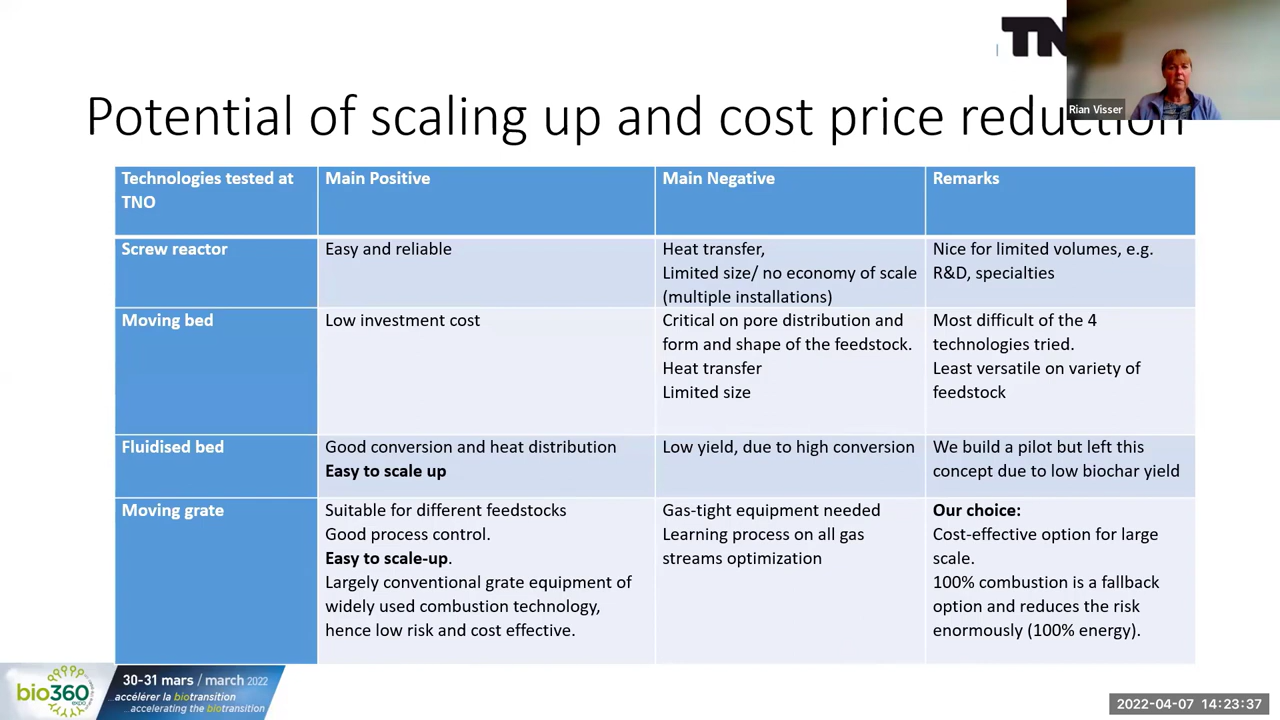 TN
Rian Visser
Potential of scaling up and cost price reduction
Technologies tested at
TNO
Main Positive
Main Negative
Remarks
Screw reactor
Easy and reliable
Heat transfer,
Limited size/ no economy of scale
(multiple installations)
Nice for limited volumes, e.g.
R&D, specialties
Moving bed
Low investment cost
Critical on pore distribution and
form and shape of the feedstock.
Heat transfer
Limited size
Most difficult of the 4
technologies tried.
Least versatile on variety of
feedstock
Fluidised bed
Good conversion and heat distribution
Easy to scale up
Low yield, due to high conversion
We build a pilot but left this
concept due to low biochar yield
Moving grate
Suitable for different feedstocks
Good process control.
Easy to scale-up.
Largely conventional grate equipment of
widely used combustion technology,
hence low risk and cost effective.
Gas-tight equipment needed
Learning process on all gas
streams optimization
Our choice:
Cost-effective option for large
scale.
100% combustion is a fallback
option and reduces the risk
enormously (100% energy).
bio360
expo
30-31 mars / march 2022
...accélérer la biotransition
...accelerating the biotransition
2022-04-07 14:23:37